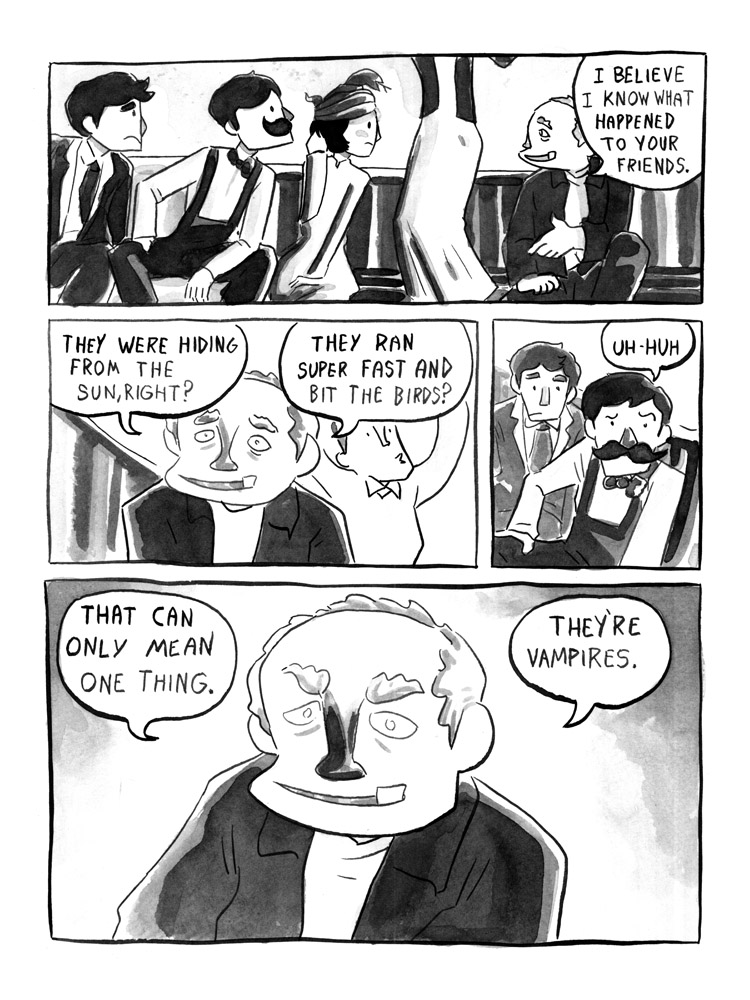 I BELIEVE
I KNOW WHAT
HAPPENED
TO YOUR
FRIENDS.
THEY WERE HIDING
FROM THE
SUN, RIGHT?
THEY RAN
SUPER FAST AND
BIT THE BIRDS?
UH-HUH
THAT CAN
ONLY MEAN
ONE THING.
THEY'RE
VAMPIRES.